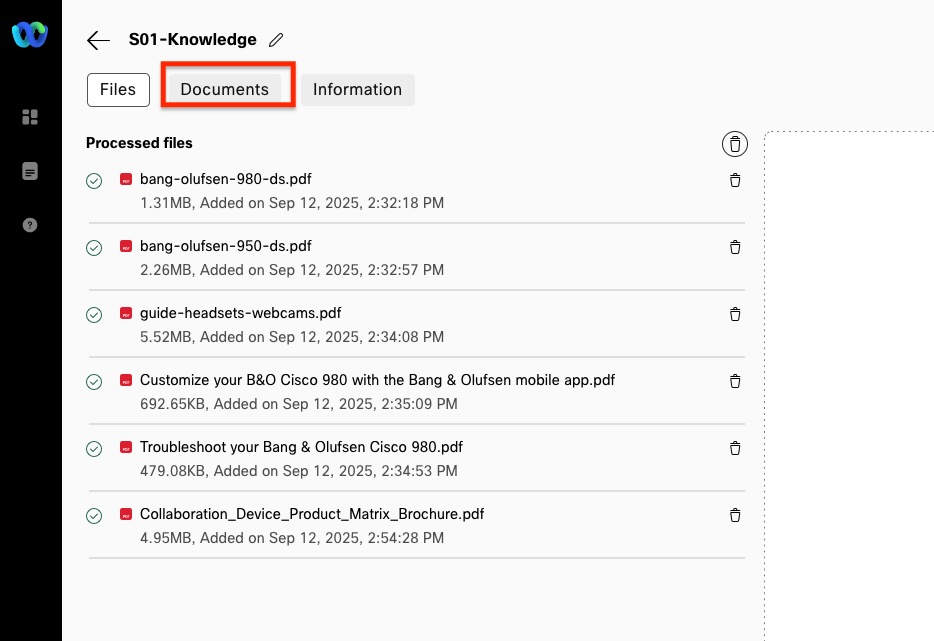 S01-Knowledge
Files
Documents
Information
Processed files
bang-olufsen-980-ds.pdf
1.31MB, Added on Sep 12, 2025, 2:32:18 PM
bang-olufsen-950-ds.pdf
2.26MB, Added on Sep 12, 2025, 2:32:57 PM
guide-headsets-webcams.pdf
5.52MB, Added on Sep 12, 2025, 2:34:08 PM
Customize your B&O Cisco 980 with the Bang & Olufsen mobile app.pdf
692.65KB, Added on Sep 12, 2025, 2:35:09 PM
Troubleshoot your Bang & Olufsen Cisco 980.pdf
479.08KB, Added on Sep 12, 2025, 2:34:53 PM
Collaboration_Device_Product_Matrix_Brochure.pdf
4.95MB, Added on Sep 12, 2025, 2:54:28 PM